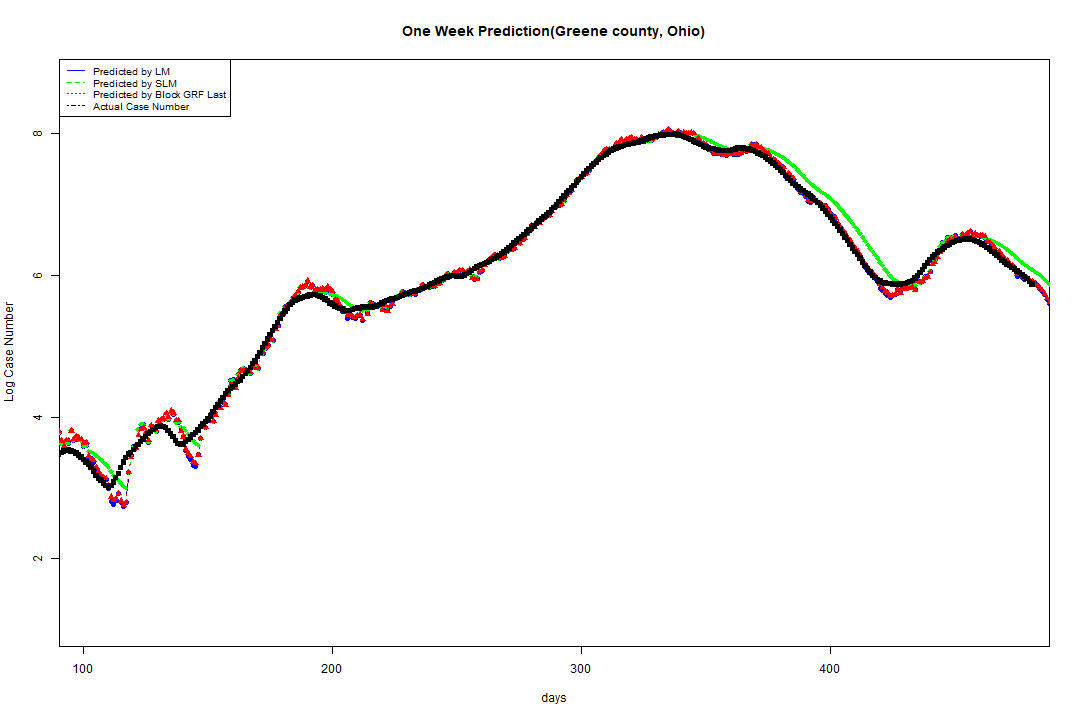 One Week Prediction(Greene county, Ohio)
Predicted by LM
Predicted by SLM
Predicted by Block GRF Last
Actual Case Number
8
6
4
2
Log Case Number
100 200 300 400
days